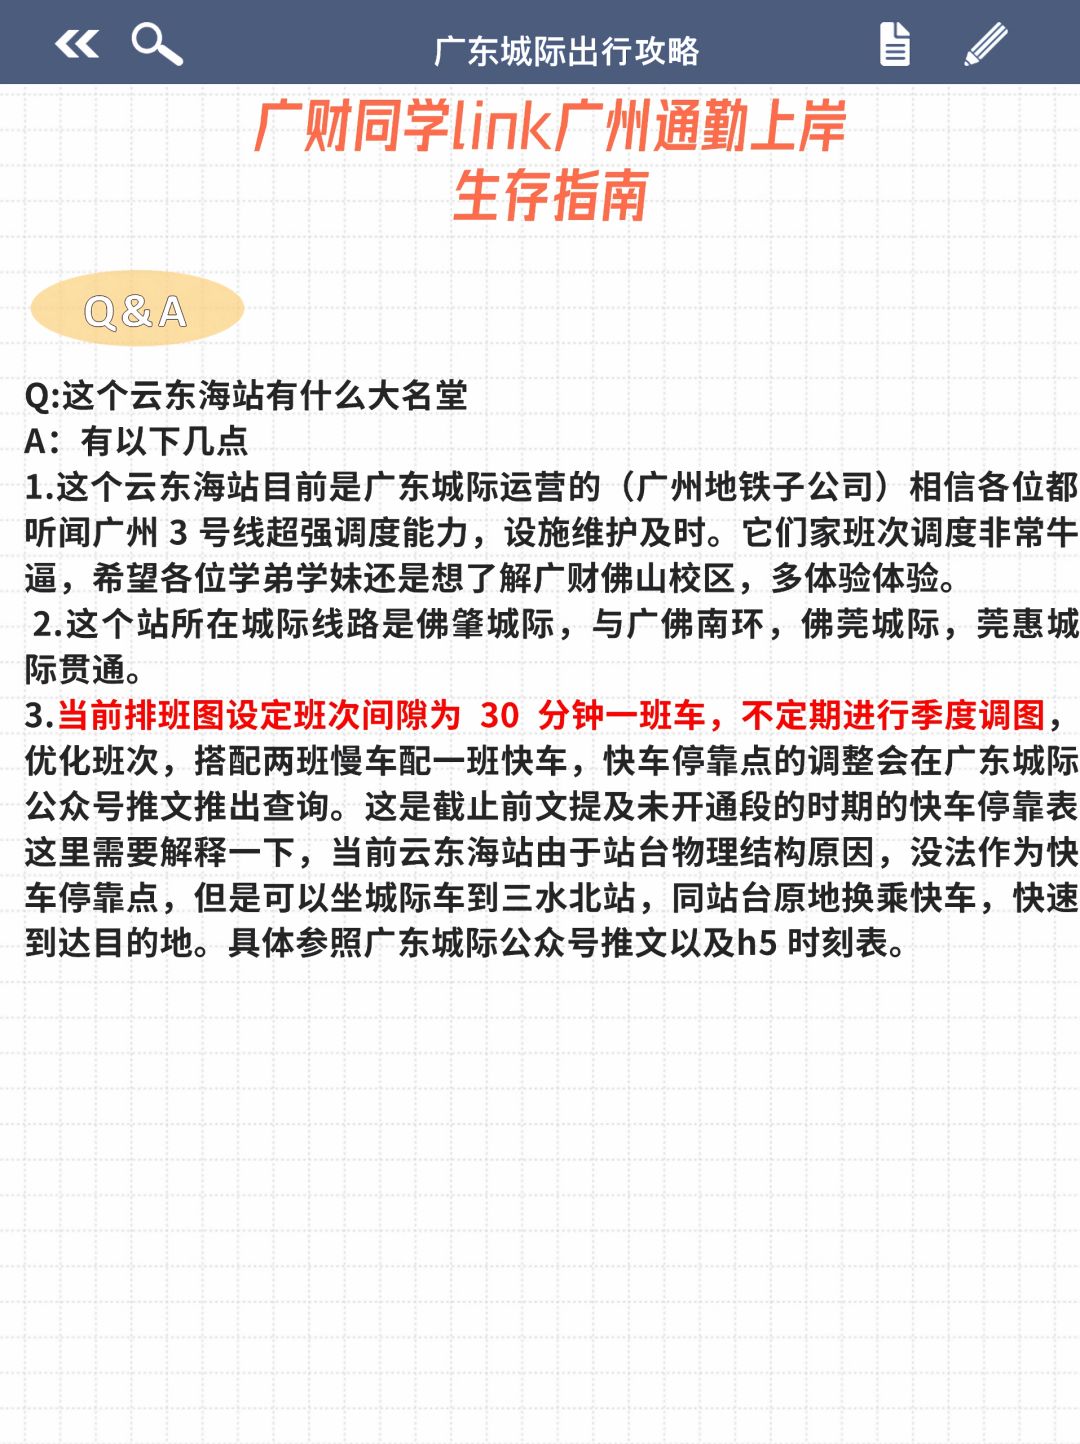 广东城际出行攻略
广财同学link广州通勤上岸
生存指南
Q&A
Q:这个云东海站有什么大名堂
A：有以下几点
1.这个云东海站目前是广东城际运营的（广州地铁子公司）相信各位都
听闻广州 3 号线超强调度能力，设施维护及时。它们家班次调度非常牛
逼，希望各位学弟学妹还是想了解广财佛山校区，多体验体验。
2.这个站所在城际线路是佛肇城际，与广佛南环，佛莞城际，莞惠城
际贯通。
3.当前排班图设定班次间隙为 30 分钟一班车，不定期进行季度调图，
优化班次，搭配两班慢车配一班快车，快车停靠点的调整会在广东城际
公众号推文推出查询。这是截止前文提及未开通段的时期的快车停靠表
这里需要解释一下，当前云东海站由于站台物理结构原因，没法作为快
车停靠点，但是可以坐城际车到三水北站，同站台原地换乘快车，快速
到达目的地。具体参照广东城际公众号推文以及h5 时刻表。